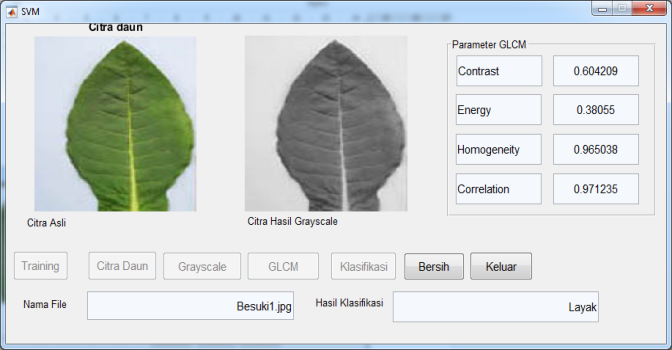 SVM
Citra daun
Parameter GLCM
Contrast 0.604209
Energy 0.38055
Homogeneity 0.965038
Correlation 0.971235
Citra Asli
Citra Hasil Grayscale
Training Citra Daun Grayscale GLCM Klasifikasi Bersih Keluar
Nama File Besuki1.jpg Hasil Klasifikasi Layak